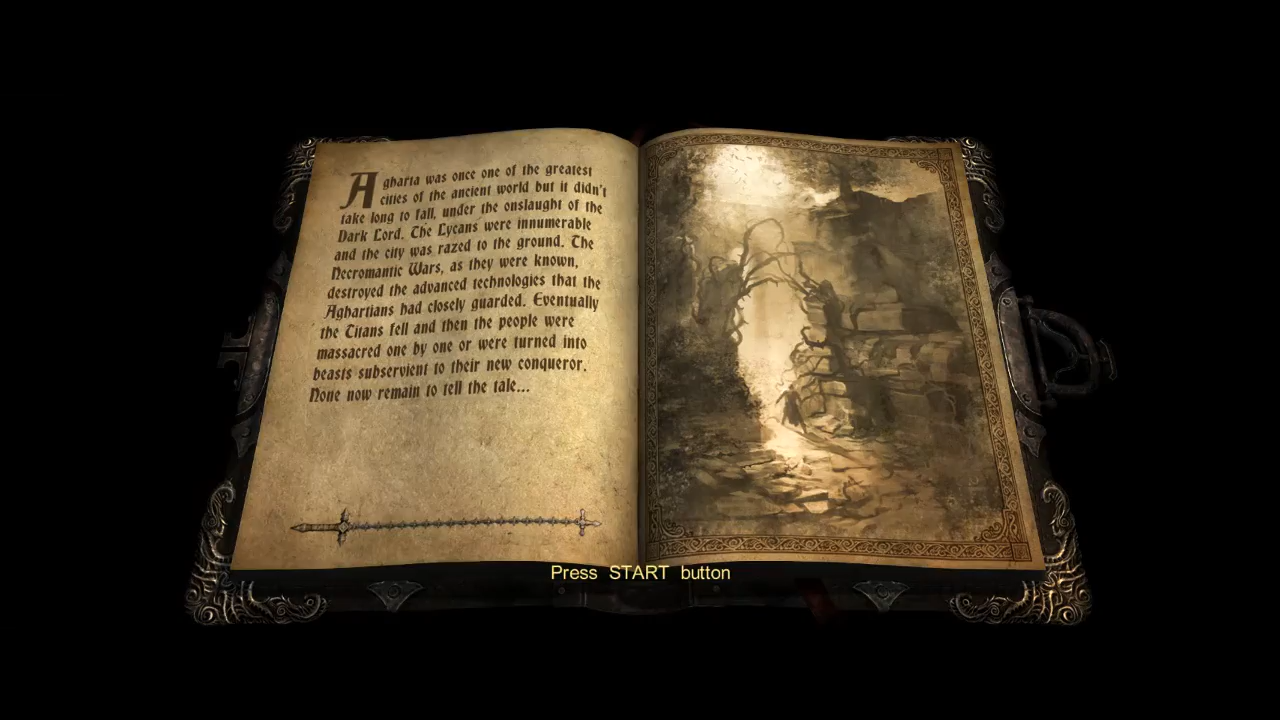 Agharta was once one of the greatest
cities of the ancient world but it didn't
take long to fall, under the onslaught of the
Dark Lord. The Lycans were innumerable
and the city was razed to the ground. The
Necromantic Wars, as they were known,
destroyed the advanced technologies that the
Aghartians had closely guarded. Eventually
the Titans fell and then the people were
massacred one by one or were turned into
beasts subservient to their new conqueror.
None now remain to tell the tale...
Press START button